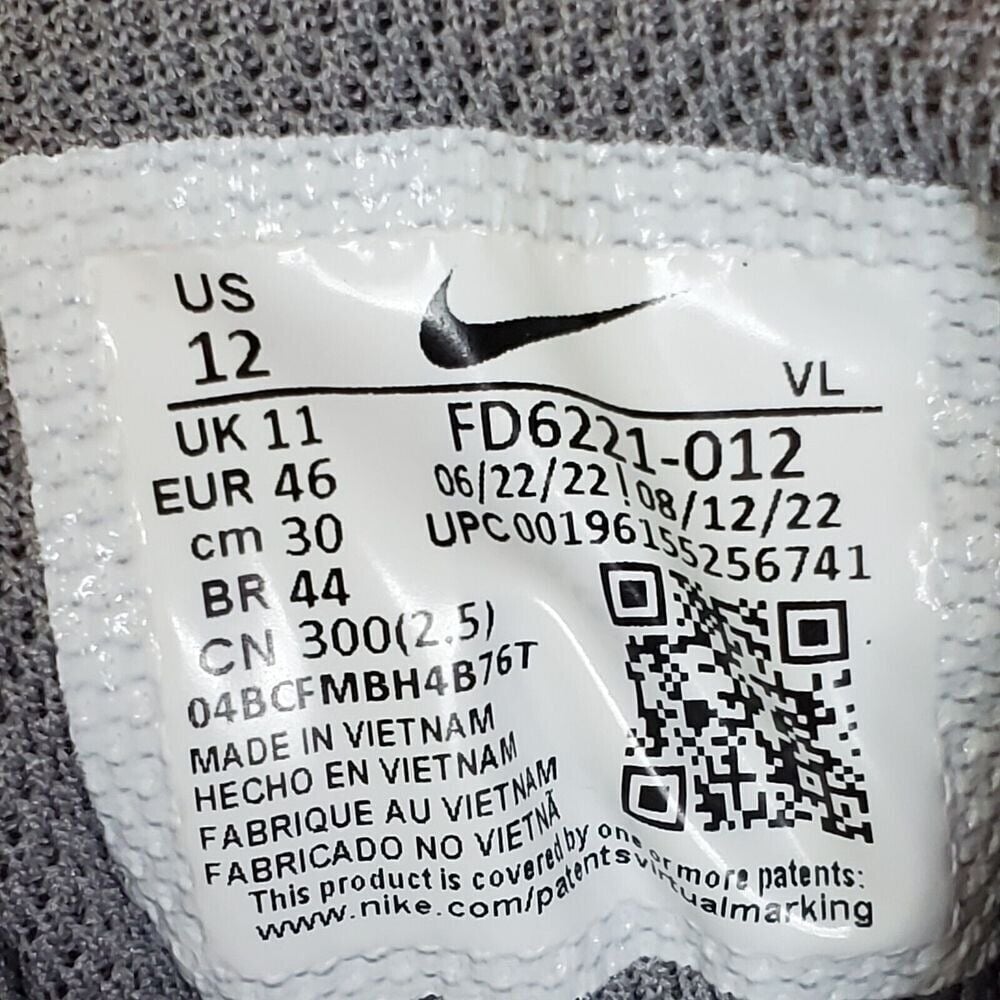 US
12
VL
UK 11
EUR 46
cm 30
BR 44
CN 300(2.5)
FD6221-012
06/22/22 ! 08/12/22
UPC00196155256741
04BCFMBH4B76T
MADE IN VIETNAM
HECHO EN VIETNAM
FABRIQUE AU VIETNAM
FABRICADO NO VIETNÃ
This product is covered by one or more patents:
www.nike.com/patentsvirtualmarking